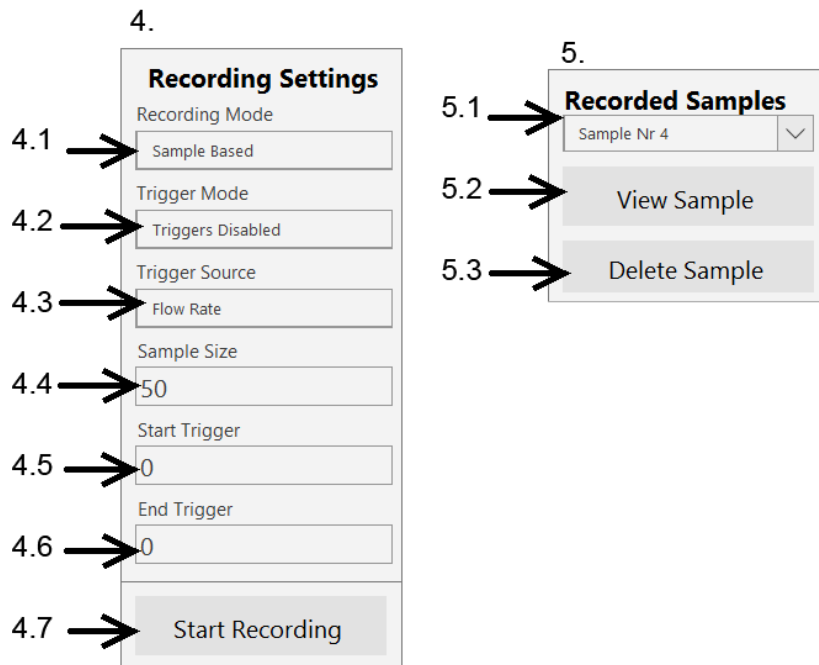 4.
Recording Settings
Recording Mode
4.1
Sample Based
Trigger Mode
4.2
Triggers Disabled
Trigger Source
4.3
Flow Rate
Sample Size
4.4
50
Start Trigger
4.5
0
End Trigger
4.6
0
4.7
Start Recording
5.
Recorded Samples
5.1
Sample Nr 4
5.2
View Sample
5.3
Delete Sample